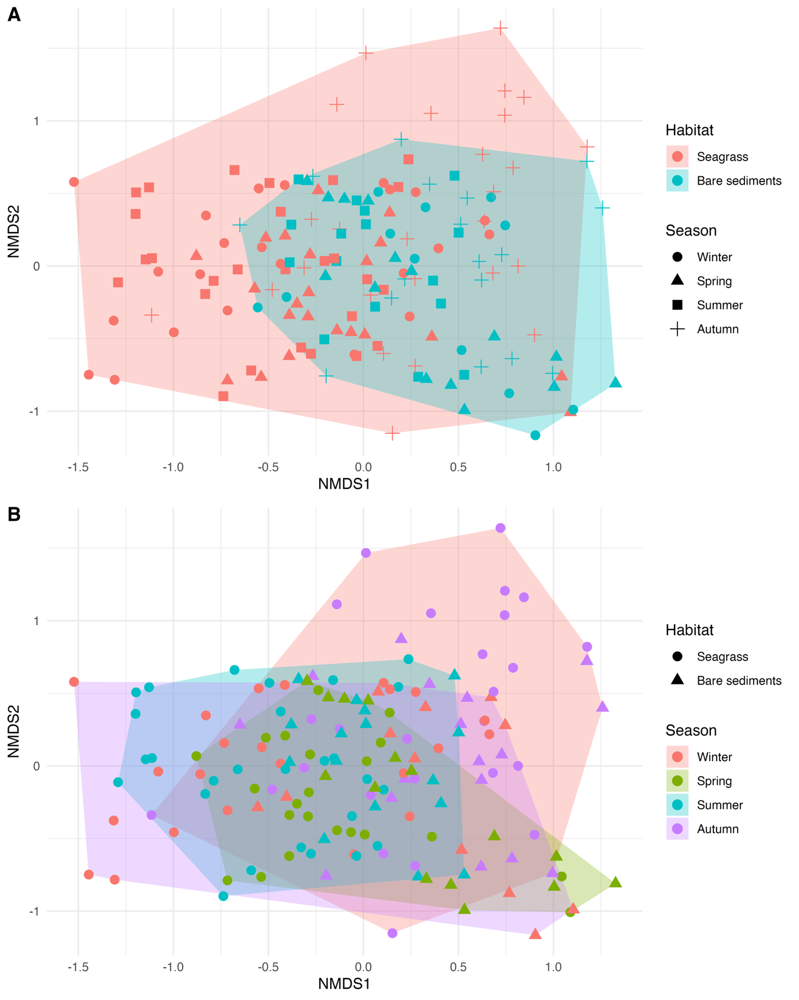 A
NMDS2
1
0
-1
-1.5 -1.0 -0.5 0.0 0.5 1.0
NMDS1
Habitat
Seagrass
Bare sediments
Season
Winter
Spring
Summer
Autumn
B
NMDS2
1
0
-1
-1.5 -1.0 -0.5 0.0 0.5 1.0
NMDS1
Habitat
Seagrass
Bare sediments
Season
Winter
Spring
Summer
Autumn